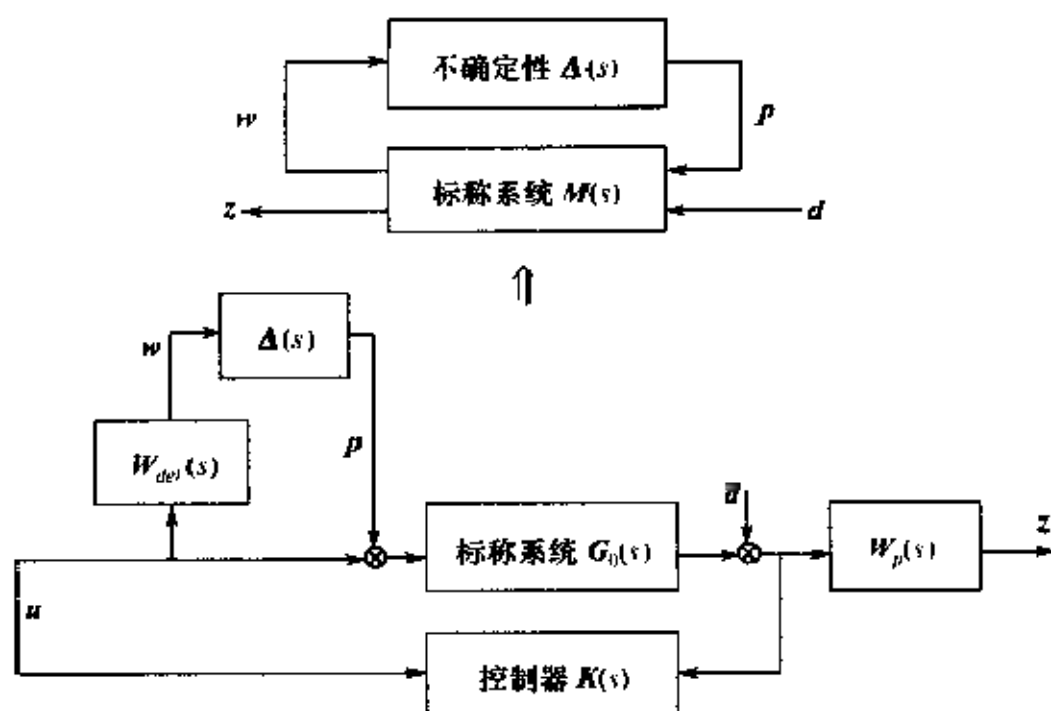 不确定性 Δ(s)
w
p
标称系统 M(s)
z
d
⇑
w
Δ(s)
p
W_del(s)
d
z
标称系统 G₀(s)
W_p(s)
u
控制器 K(s)